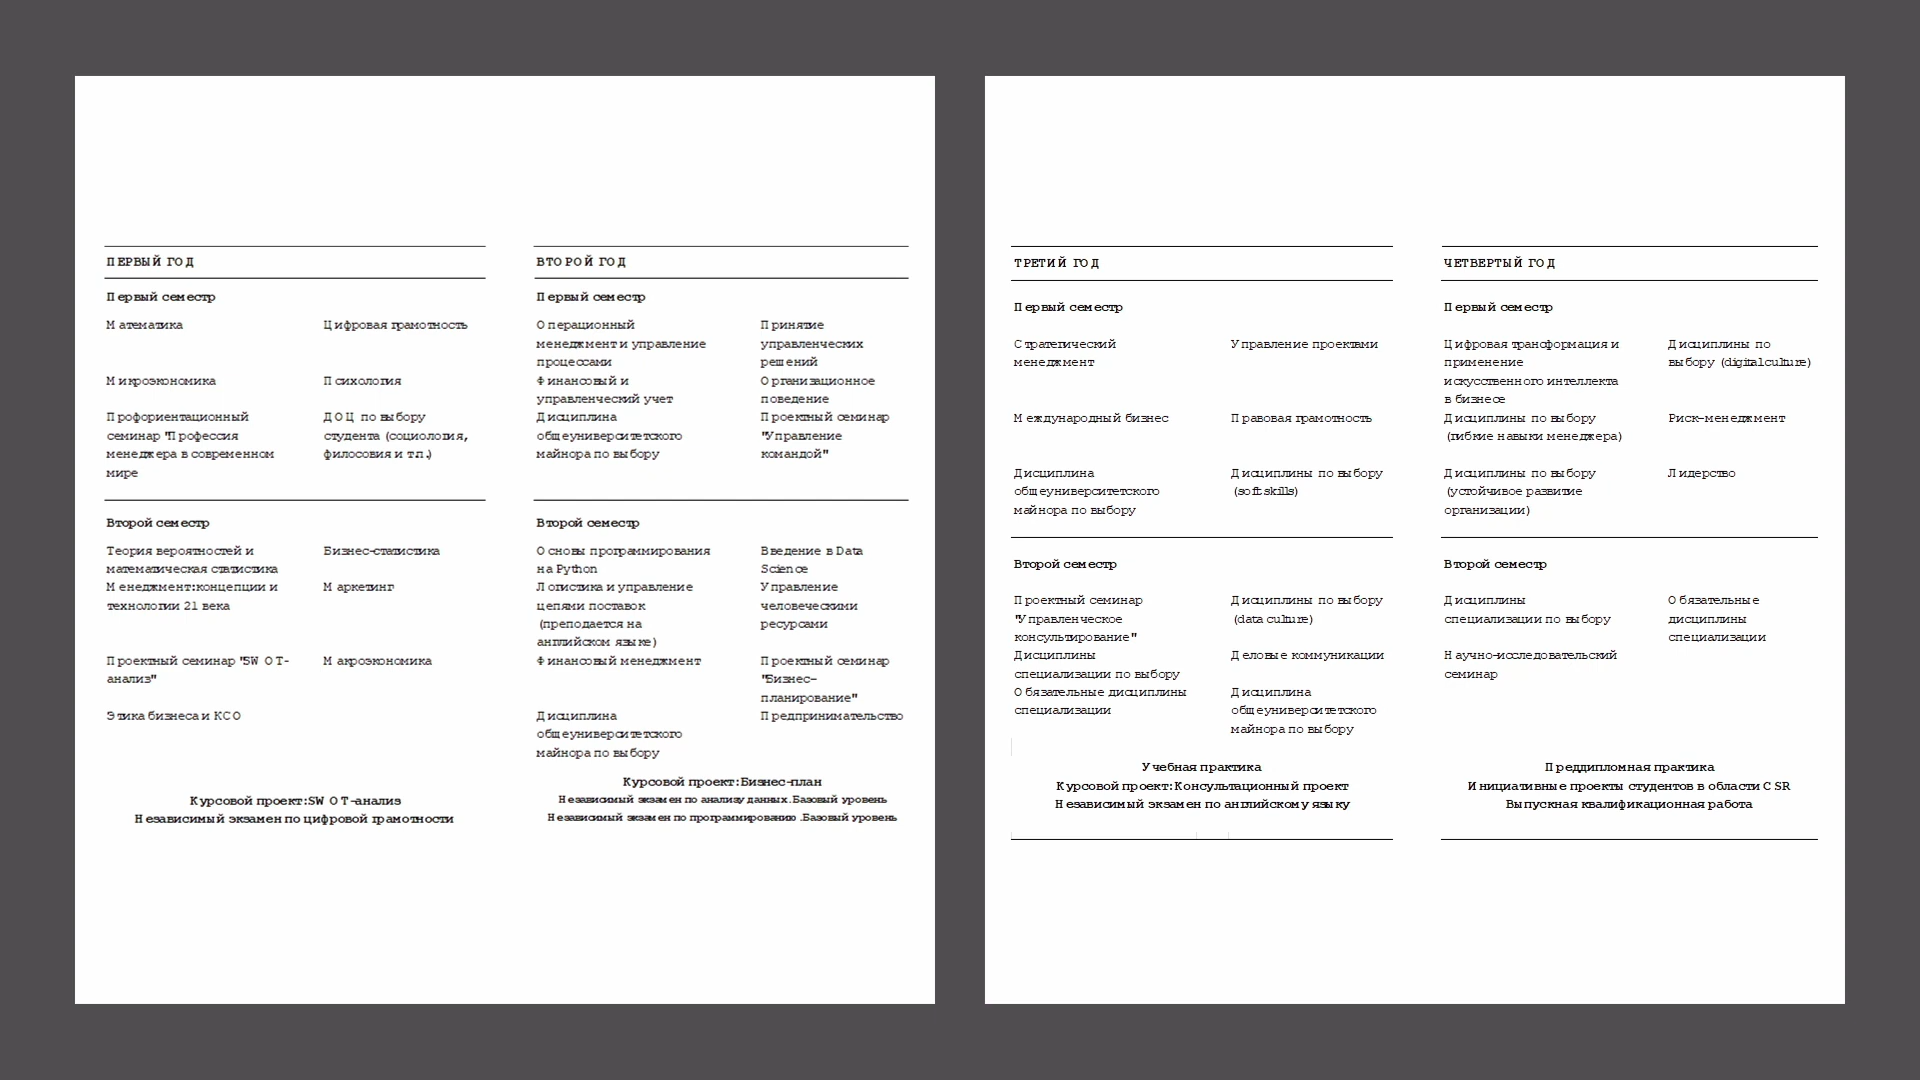 ПЕРВЫЙ ГОД
Первый семестр
Математика
Цифровая грамотность
Микроэкономика
Психология
Профориентационный
семинар "Профессия
менеджера в современном
мире
ДОЦ по выбору
студента (социология,
филосовия и т.п.)
Второй семестр
Теория вероятностей и
математическая статистика
Бизнес-статистика
Менеджмент: концепции и
технологии 21 века
Маркетинг
Проектный семинар "SWOT-
анализ"
Макроэкономика
Этика бизнеса и КСО
Курсовой проект: SWOT-анализ
Независимый экзамен по цифровой грамотности
ВТОРОЙ ГОД
Первый семестр
Операционный
менеджмент и управление
процессами
Принятие
управленческих
решений
Финансовый и
управленческий учет
Организационное
поведение
Дисциплина
общеуниверситетского
майнора по выбору
Проектный семинар
"Управление
командой"
Второй семестр
Основы программирования
на Python
Введение в Data
Science
Логистика и управление
цепями поставок
(преподается на
английском языке)
Управление
человеческими
ресурсами
Финансовый менеджмент
Проектный семинар
"Бизнес-
планирование"
Дисциплина
общеуниверситетского
майнора по выбору
Предпринимательство
Курсовой проект: Бизнес-план
Независимый экзамен по анализу данных. Базовый уровень
Независимый экзамен по программированию. Базовый уровень
ТРЕТИЙ ГОД
Первый семестр
Стратегический
менеджмент
Управление проектами
Международный бизнес
Правовая грамотность
Дисциплина
общеуниверситетского
майнора по выбору
Дисциплины по выбору
(soft skills)
Второй семестр
Проектный семинар
"Управленческое
консультирование"
Дисциплины по выбору
(data culture)
Дисциплины
специализации по выбору
Деловые коммуникации
Обязательные дисциплины
специализации
Дисциплина
общеуниверситетского
майнора по выбору
Учебная практика
Курсовой проект: Консультационный проект
Независимый экзамен по английскому языку
ЧЕТВЕРТЫЙ ГОД
Первый семестр
Цифровая трансформация и
применение
искусственного интеллекта
в бизнесе
Дисциплины по
выбору (digital culture)
Дисциплины по выбору
(гибкие навыки менеджера)
Риск-менеджмент
Дисциплины по выбору
(устойчивое развитие
организации)
Лидерство
Второй семестр
Дисциплины
специализации по выбору
Обязательные
дисциплины
специализации
Научно-исследовательский
семинар
Преддипломная практика
Инициативные проекты студентов в области CSR
Выпускная квалификационная работа